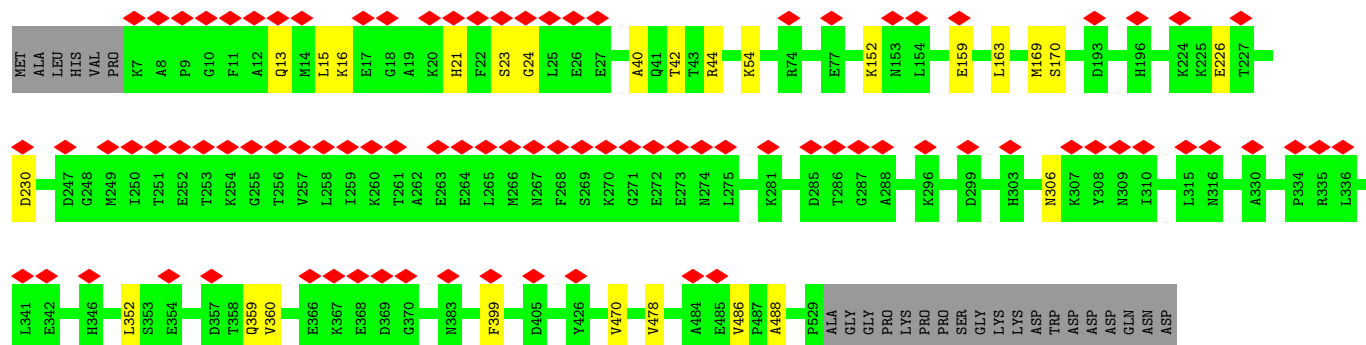 MET ALA LEU HIS VAL PRO K7 A8 P9 G10 F11 A12 Q13 M14 L15 K16 E17 G18 A19 K20 H21 F22 S23 G24 L25 E26 E27 A40 Q41 T42 T43 R44 K54 R74 E77 K152 N153 L154 E159 L163 M169 S170 D193 H196 K224 K225 E226 T227
D230 D247 G248 M249 I250 T251 E252 T253 K254 G255 T256 V257 L258 I259 K260 T261 A262 E263 E264 L265 M266 N267 F268 S269 K270 G271 E272 E273 N274 L275 K281 D285 T286 G287 A288 K296 D299 H303 N306 K307 Y308 N309 I310 L315 N316 A330 P334 R335 L336
L341 E342 H346 L352 S353 E354 D357 T358 Q359 V360 E366 K367 E368 D369 G370 N383 F399 D405 Y426 V470 V478 A484 E485 V486 P487 A488 P529 ALA GLY GLY PRO LYS PRO PRO SER GLY LYS LYS ASP TRP ASP ASP ASP GLN ASN ASP